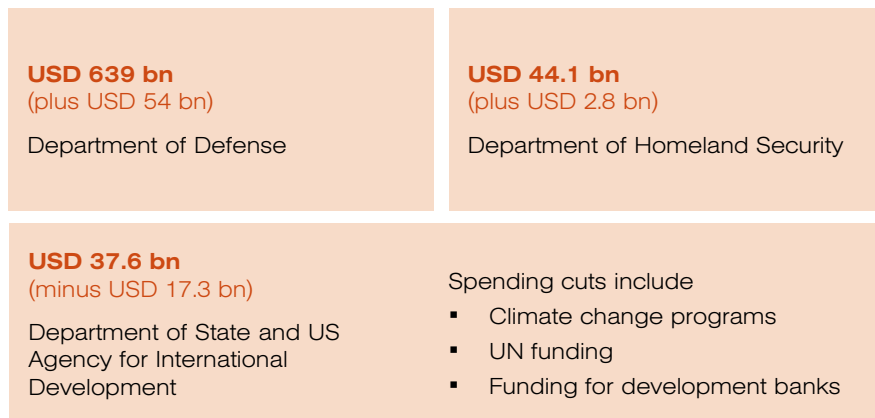 USD 639 bn
(plus USD 54 bn)
Department of Defense
USD 44.1 bn
(plus USD 2.8 bn)
Department of Homeland Security
USD 37.6 bn
(minus USD 17.3 bn)
Department of State and US
Agency for International
Development
Spending cuts include
▪ Climate change programs
▪ UN funding
▪ Funding for development banks